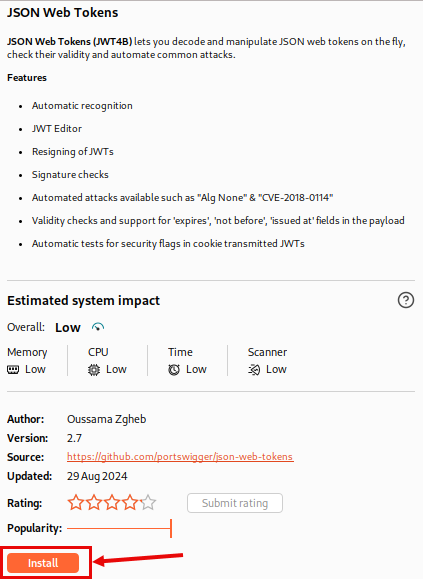 JSON Web Tokens
JSON Web Tokens (JWT4B) lets you decode and manipulate JSON web tokens on the fly,
check their validity and automate common attacks.
Features
• Automatic recognition
• JWT Editor
• Resigning of JWTs
• Signature checks
• Automated attacks available such as "Alg None" & "CVE-2018-0114"
• Validity checks and support for 'expires', 'not before', 'issued at' fields in the payload
• Automatic tests for security flags in cookie transmitted JWTs
Estimated system impact
?
Overall: Low
Memory CPU Time Scanner
Low Low Low Low
Author: Oussama Zgheb
Version: 2.7
Source: https://github.com/portswigger/json-web-tokens
Updated: 29 Aug 2024
Rating: Submit rating
Popularity:
Install